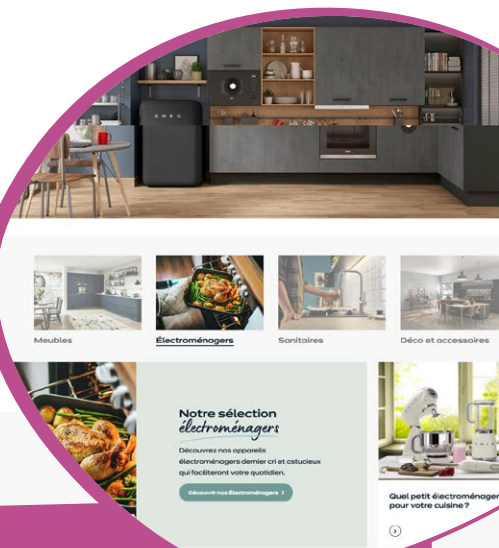 SMEG
Meubles
Électroménagers
Sanitaires
Déco et accessoires
Notre sélection
électroménagers
Découvrez nos appareils
électroménagers dernier cri et astucieux
qui faciliteront votre quotidien.
Découvrir nos Électroménagers >
Quel petit électroménager
pour votre cuisine ?